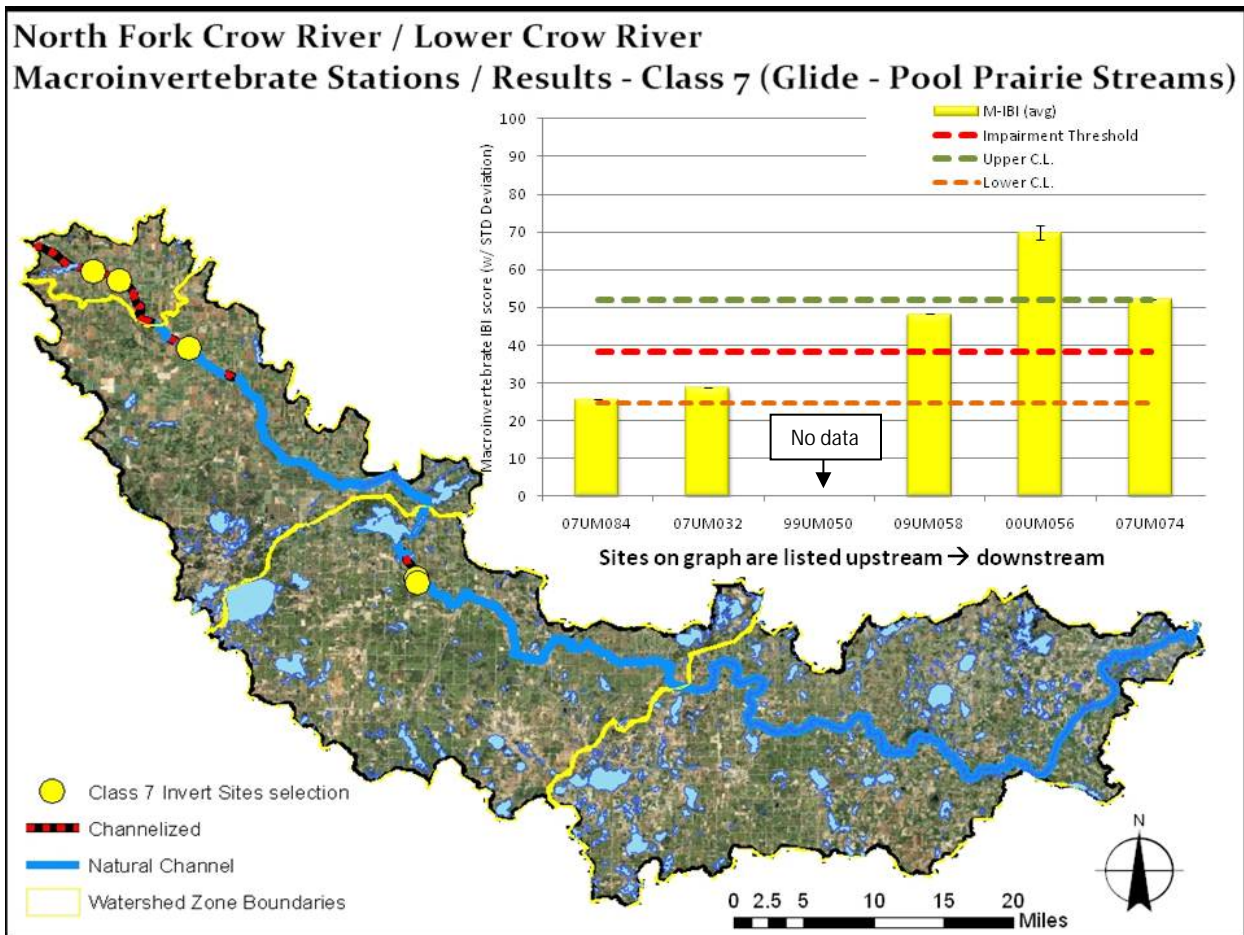 North Fork Crow River / Lower Crow River
Macroinvertebrate Stations / Results - Class 7 (Glide - Pool Prairie Streams)
M-IBI (avg)
Impairment Threshold
Upper C.L.
Lower C.L.
Macroinvertebrate IBI score (w/ STD Deviation)
100
90
80
70
60
50
40
30
20
10
0
No data
07UM084 07UM032 99UM050 09UM058 00UM056 07UM074
Sites on graph are listed upstream → downstream
Class 7 Invert Sites selection
Channelized
Natural Channel
Watershed Zone Boundaries
N
0 2.5 5 10 15 20
Miles